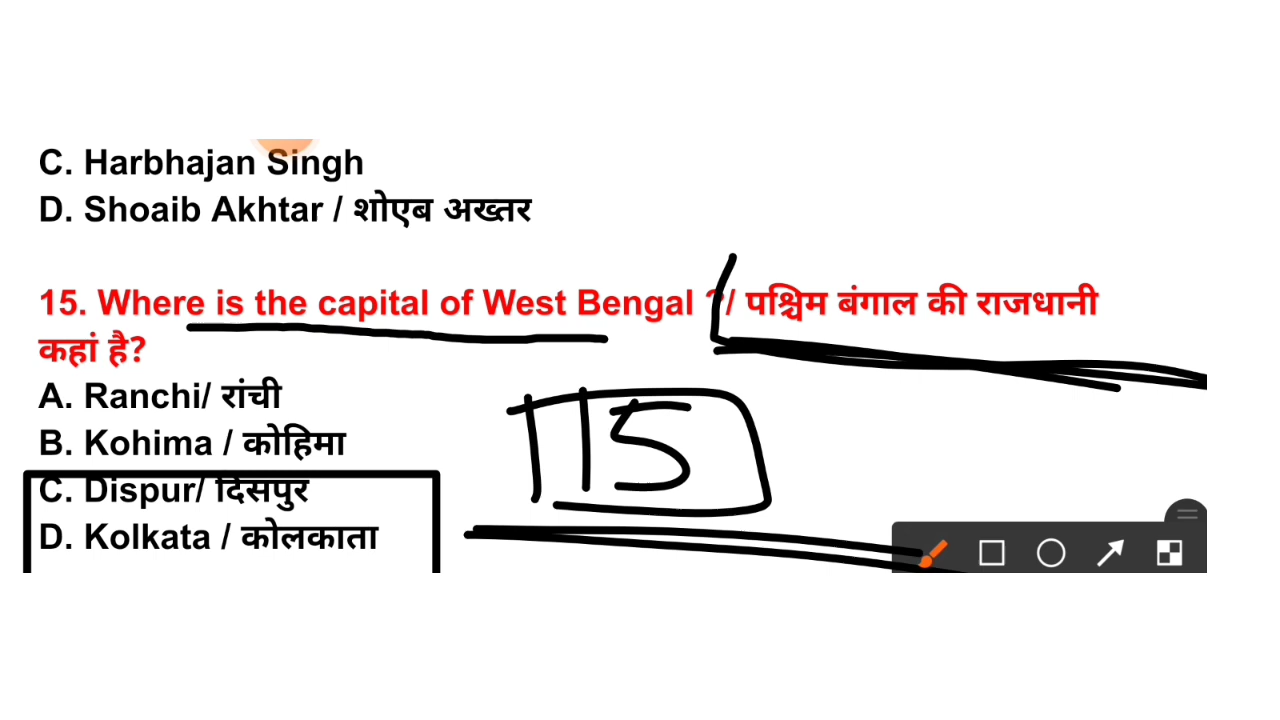 C. Harbhajan Singh
D. Shoaib Akhtar / शोएब अख्तर
15. Where is the capital of West Bengal ?/ पश्चिम बंगाल की राजधानी
कहां है?
A. Ranchi/ रांची
B. Kohima / कोहिमा
115
C. Dispur/ दिसपुर
D. Kolkata / कोलकाता